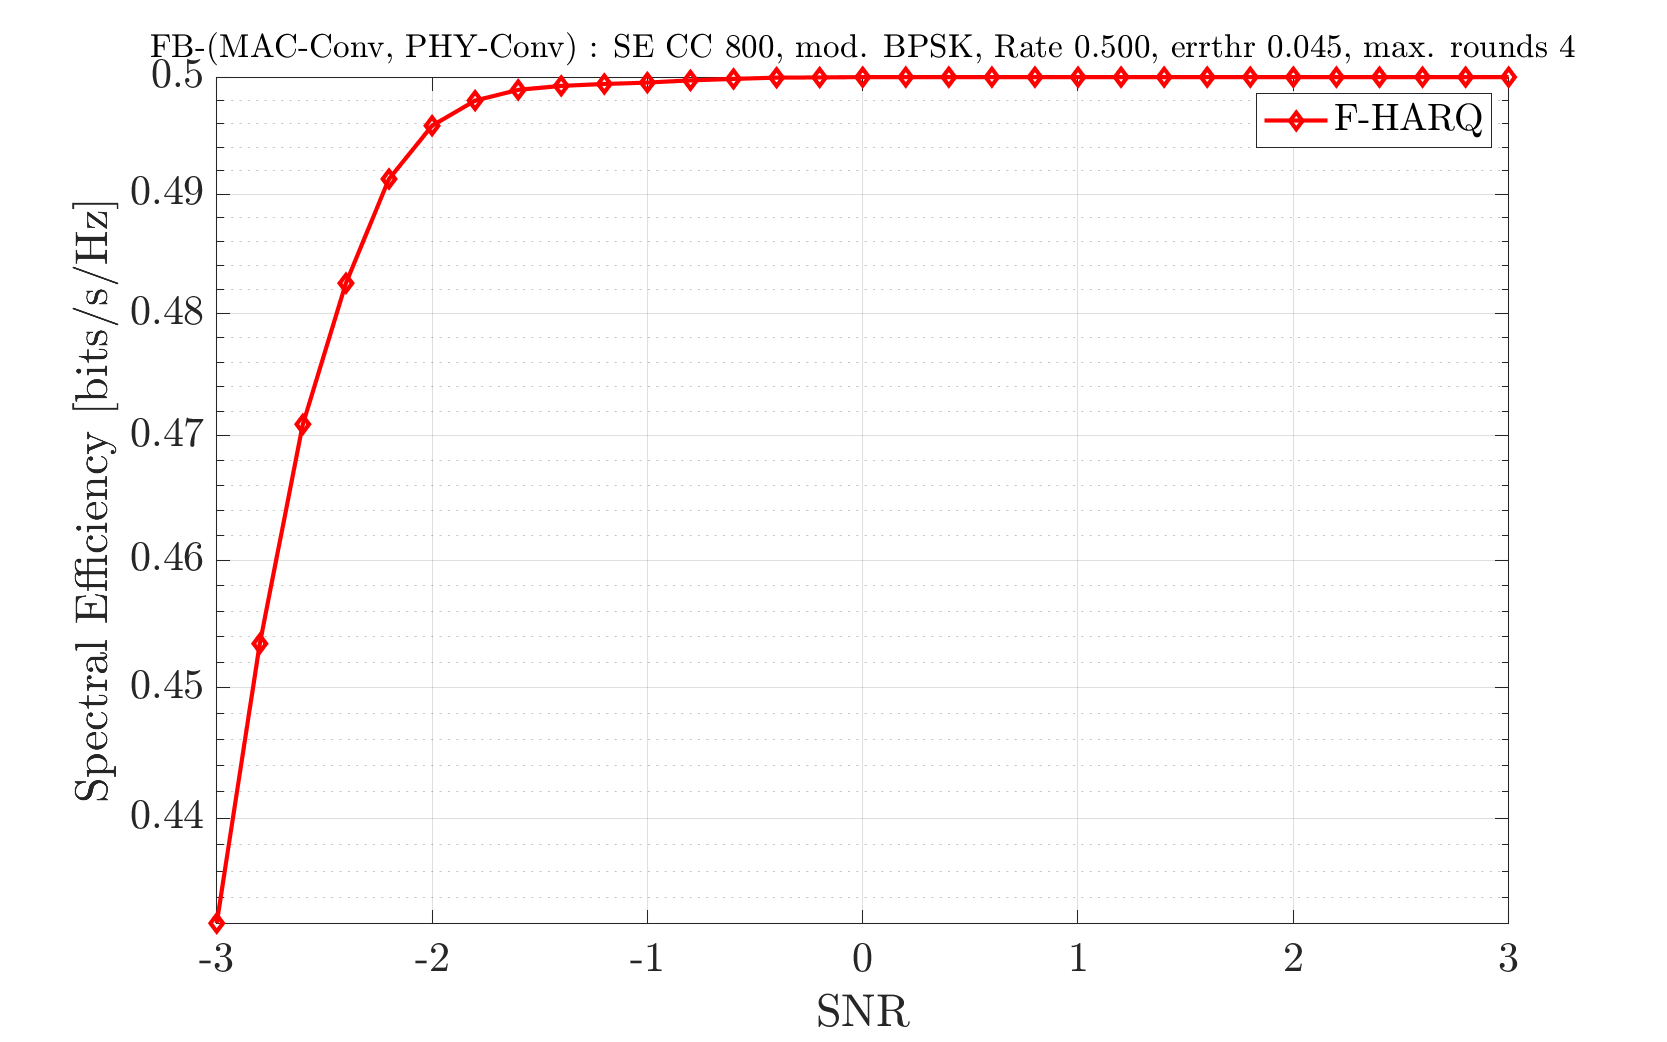 FB-(MAC-Conv, PHY-Conv) : SE CC 800, mod. BPSK, Rate 0.500, errthr 0.045, max. rounds 4
0.5
F-HARQ
0.49
0.48
0.47
0.46
0.45
0.44
Spectral Efficiency [bits/s/Hz]
-3 -2 -1 0 1 2 3
SNR